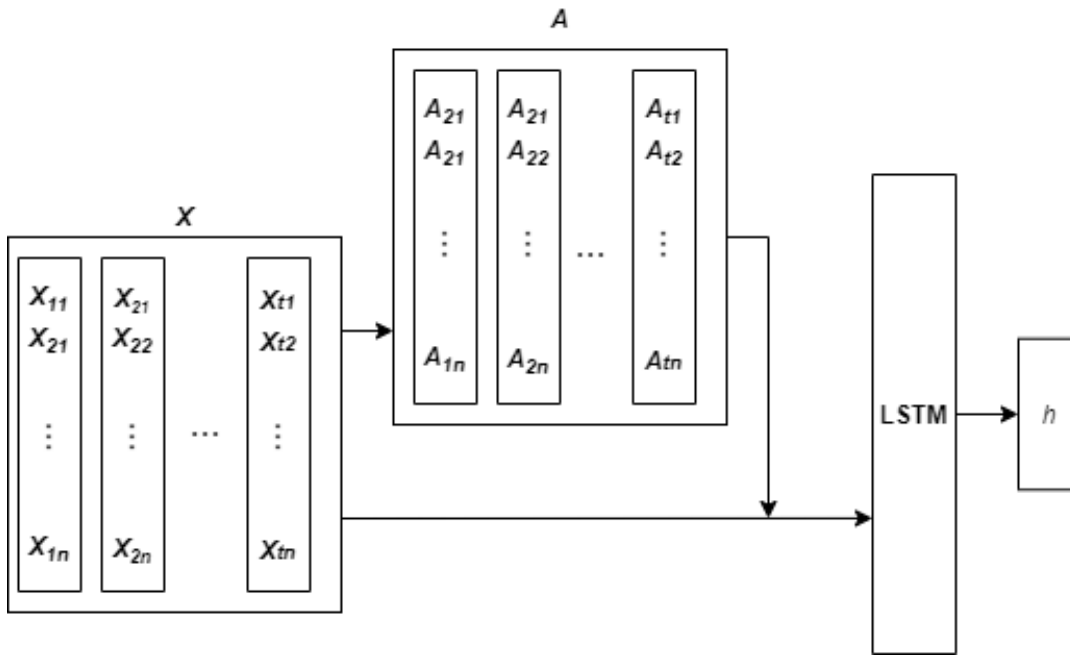 A
A21 A21 At1
A21 A22 At2
⋮ ⋮ ... ⋮
A1n A2n Atn
X
X11 X21 Xt1
X21 X22 Xt2
⋮ ⋮ ... ⋮
X1n X2n Xtn
LSTM
h